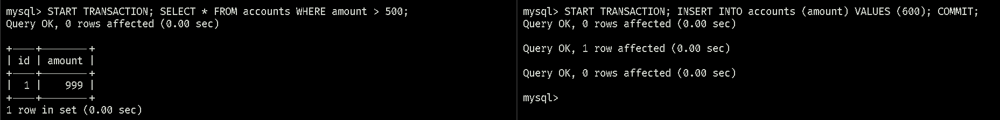 mysql> START TRANSACTION; SELECT * FROM accounts WHERE amount > 500;
Query OK, 0 rows affected (0.00 sec)
+----+--------+
| id | amount |
+----+--------+
| 1 | 999 |
+----+--------+
1 row in set (0.00 sec)
mysql> START TRANSACTION; INSERT INTO accounts (amount) VALUES (600); COMMIT;
Query OK, 0 rows affected (0.00 sec)
Query OK, 1 row affected (0.00 sec)
Query OK, 0 rows affected (0.00 sec)
mysql>